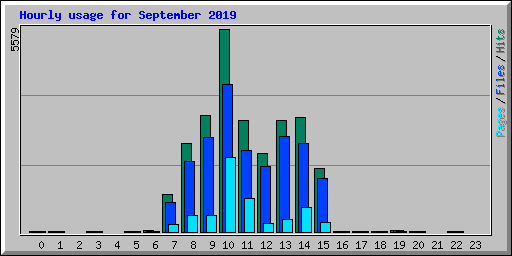 Hourly usage for September 2019
5579
Pages / Files / Hits
0 1 2 3 4 5 6 7 8 9 10 11 12 13 14 15 16 17 18 19 20 21 22 23